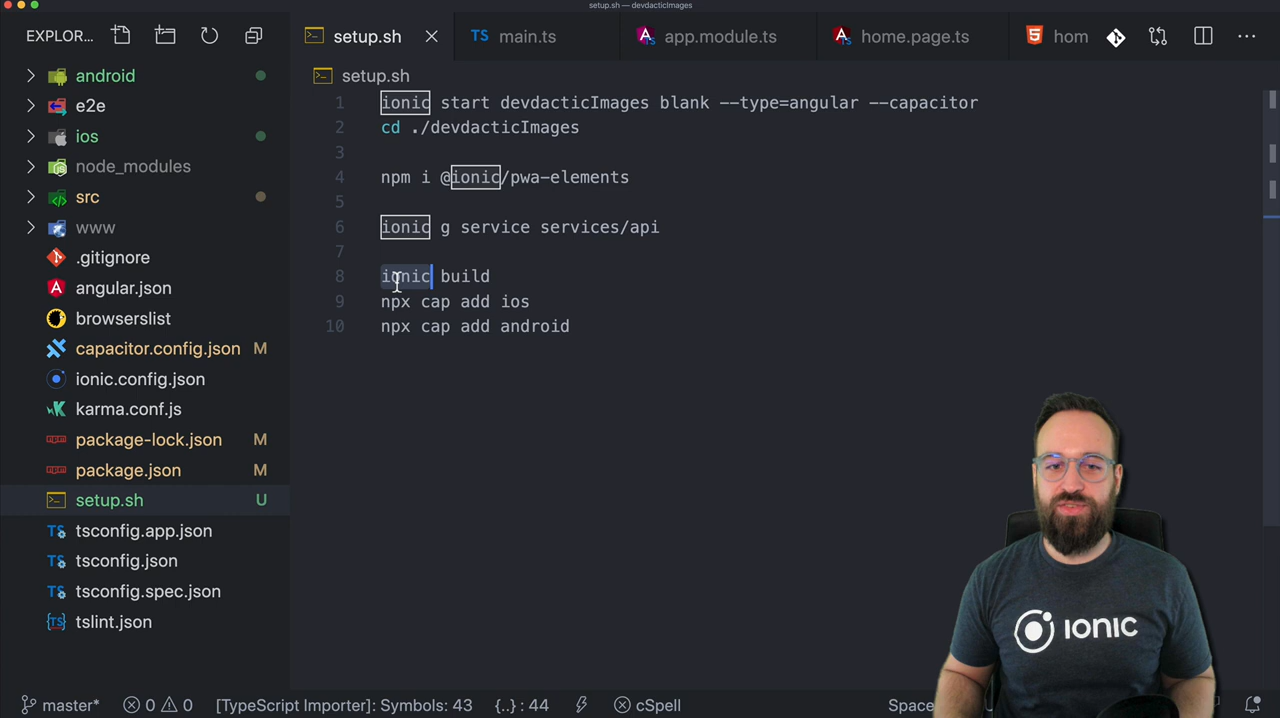 setup.sh — devdacticImages
EXPLOR...
setup.sh
TS main.ts
app.module.ts
home.page.ts
hom
setup.sh
android
e2e
ios
node_modules
src
www
.gitignore
angular.json
browserslist
capacitor.config.json M
ionic.config.json
karma.conf.js
package-lock.json M
package.json M
setup.sh U
TS tsconfig.app.json
TS tsconfig.json
TS tsconfig.spec.json
TS tslint.json
1 ionic start devdacticImages blank --type=angular --capacitor
2 cd ./devdacticImages
3
4 npm i @ionic/pwa-elements
5
6 ionic g service services/api
7
8 ionic build
9 npx cap add ios
10 npx cap add android
IONIC
master* 0 0 [TypeScript Importer]: Symbols: 43 {..} : 44 cSpell